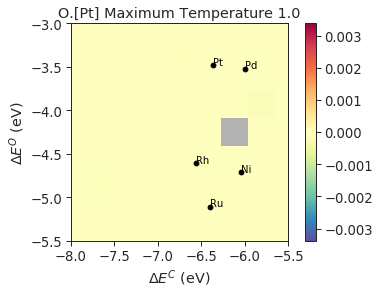 O.[Pt] Maximum Temperature 1.0
−3.0
−3.5
−4.0
−4.5
−5.0
−5.5
ΔE^O (eV)
Pt
Pd
Rh
Ni
Ru
−8.0 −7.5 −7.0 −6.5 −6.0 −5.5
ΔE^C (eV)
0.003
0.002
0.001
0.000
−0.001
−0.002
−0.003